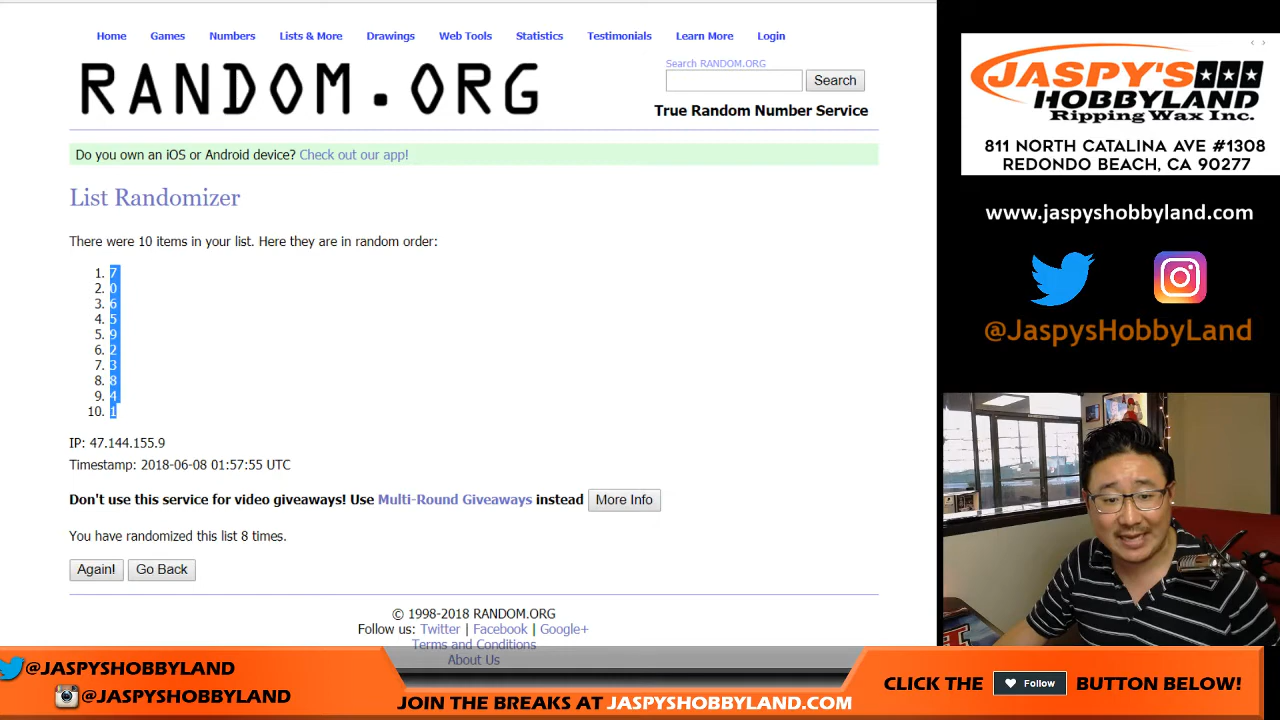 Home Games Numbers Lists & More Drawings Web Tools Statistics Testimonials Learn More Login
RANDOM.ORG
Search RANDOM.ORG
Search
True Random Number Service
Do you own an iOS or Android device? Check out our app!
List Randomizer
There were 10 items in your list. Here they are in random order:
1. 7
2. 0
3. 6
4. 5
5. 9
6. 2
7. 3
8. 8
9. 4
10. 1
IP: 47.144.155.9
Timestamp: 2018-06-08 01:57:55 UTC
Don't use this service for video giveaways! Use Multi-Round Giveaways instead More Info
You have randomized this list 8 times.
Again! Go Back
© 1998-2018 RANDOM.ORG
Follow us: Twitter | Facebook | Google+
Terms and Conditions
About Us
JASPY'S
HOBBYLAND
Ripping Wax Inc.
811 NORTH CATALINA AVE #1308
REDONDO BEACH, CA 90277
www.jaspyshobbyland.com
@JaspysHobbyLand
@JASPYSHOBBYLAND
@JASPYSHOBBYLAND
JOIN THE BREAKS AT JASPYSHOBBYLAND.COM
CLICK THE Follow BUTTON BELOW!